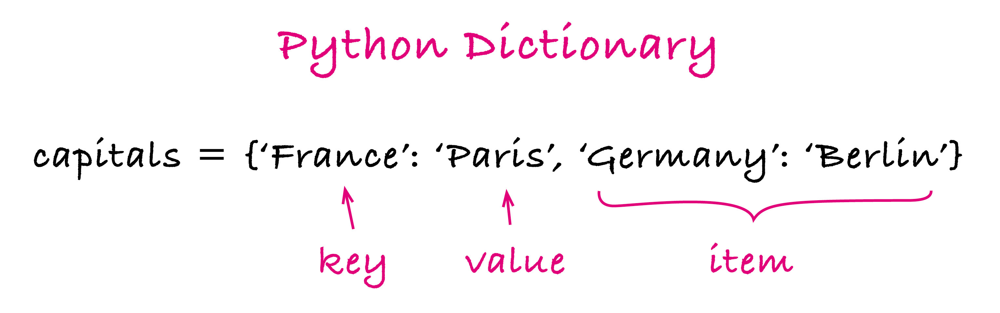 Python Dictionary
capitals = {‘France’: ‘Paris’, ‘Germany’: ‘Berlin’}
key value item